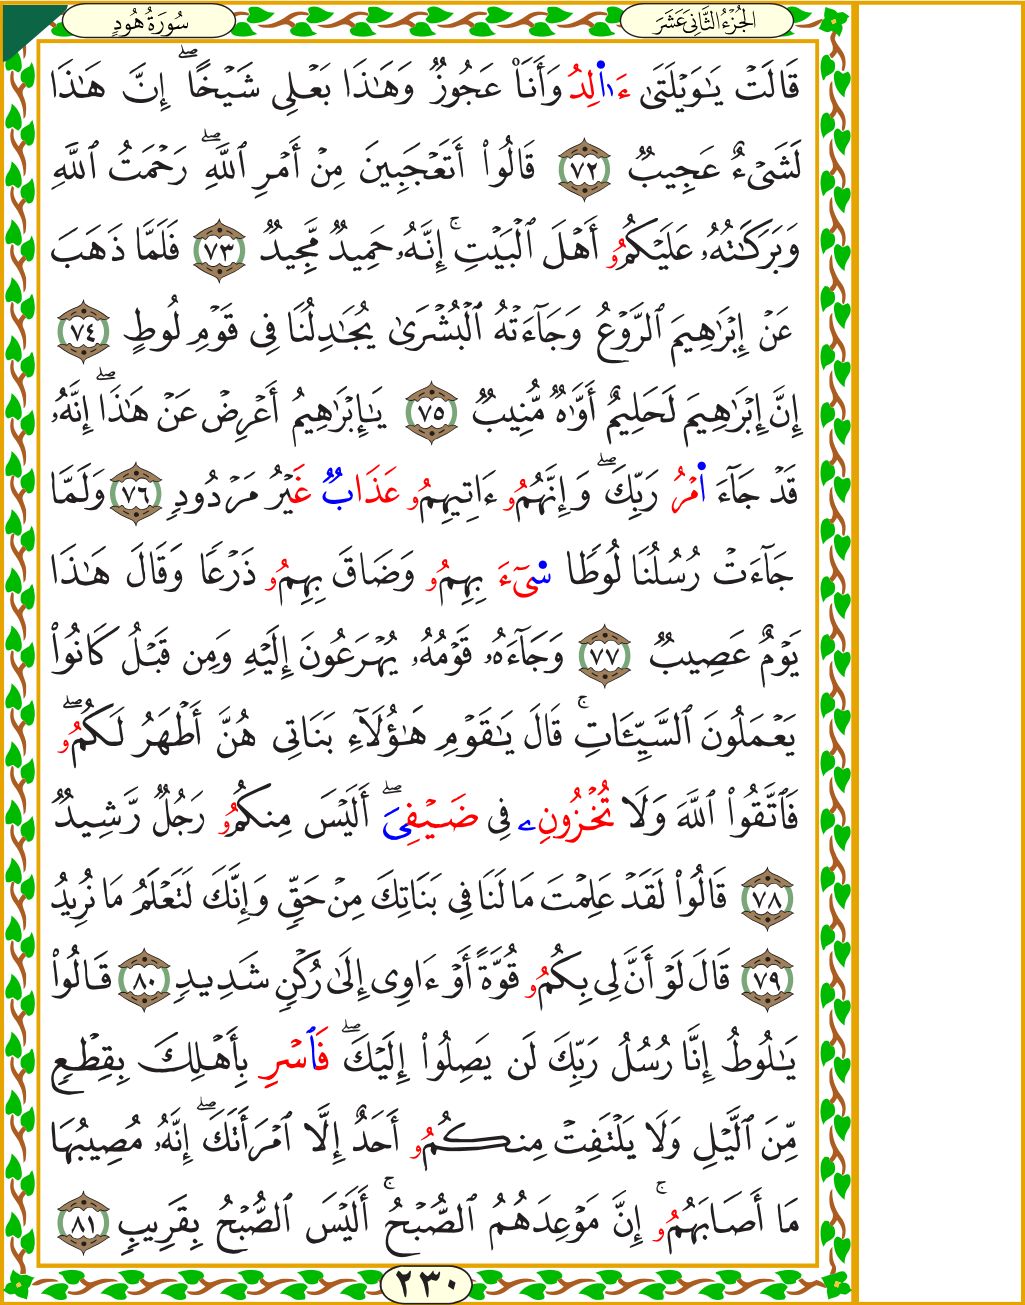 الجُزْءُ الثَّانِي عَشَرَ
سُورَةُ هُودٍ
قَالَتْ يَٰوَيْلَتَىٰ ءَا۬لِدُ وَأَنَا۠ عَجُوزٌ وَهَٰذَا بَعْلِى شَيْخًا ۖ إِنَّ هَٰذَا
لَشَىْءٌ عَجِيبٌ ٧٢ قَالُوا۟ أَتَعْجَبِينَ مِنْ أَمْرِ ٱللَّهِ ۖ رَحْمَتُ ٱللَّهِ
وَبَرَكَٰتُهُۥ عَلَيْكُمُۥ أَهْلَ ٱلْبَيْتِ ۚ إِنَّهُۥ حَمِيدٌ مَّجِيدٌ ٧٣ فَلَمَّا ذَهَبَ
عَنْ إِبْرَٰهِيمَ ٱلرَّوْعُ وَجَآءَتْهُ ٱلْبُشْرَىٰ يُجَٰدِلُنَا فِى قَوْمِ لُوطٍ ٧٤
إِنَّ إِبْرَٰهِيمَ لَحَلِيمٌ أَوَّٰهٌ مُّنِيبٌ ٧٥ يَٰإِبْرَٰهِيمُ أَعْرِضْ عَنْ هَٰذَا ۖ إِنَّهُۥ
قَدْ جَآءَ ا۬مْرُ رَبِّكَ ۖ وَإِنَّهُمُۥ ءَاتِيهِمُۥ عَذَابٌ غَيْرُ مَرْدُودٍ ٧٦ وَلَمَّا
جَآءَتْ رُسُلُنَا لُوطًا سِ۬ىٓءَ بِهِمُۥ وَضَاقَ بِهِمُۥ ذَرْعًا وَقَالَ هَٰذَا
يَوْمٌ عَصِيبٌ ٧٧ وَجَآءَهُۥ قَوْمُهُۥ يُهْرَعُونَ إِلَيْهِ وَمِن قَبْلُ كَانُوا۟
يَعْمَلُونَ ٱلسَّيِّـَٔاتِ ۚ قَالَ يَٰقَوْمِ هَٰٓؤُلَآءِ بَنَاتِى هُنَّ أَطْهَرُ لَكُمُۥ ۖ
فَٱتَّقُوا۟ ٱللَّهَ وَلَا تُخْزُونِۦ فِى ضَيْفِىَ ۖ أَلَيْسَ مِنكُمُۥ رَجُلٌ رَّشِيدٌ
٧٨ قَالُوا۟ لَقَدْ عَلِمْتَ مَا لَنَا فِى بَنَاتِكَ مِنْ حَقٍّ وَإِنَّكَ لَتَعْلَمُ مَا نُرِيدُ
٧٩ قَالَ لَوْ أَنَّ لِى بِكُمُۥ قُوَّةً أَوْ ءَاوِى إِلَىٰ رُكْنٍ شَدِيدٍ ٨٠ قَالُوا۟
يَٰلُوطُ إِنَّا رُسُلُ رَبِّكَ لَن يَصِلُوا۟ إِلَيْكَ ۖ فَٱسْرِ بِأَهْلِكَ بِقِطْعٍ
مِّنَ ٱلَّيْلِ وَلَا يَلْتَفِتْ مِنكُمُۥ أَحَدٌ إِلَّا ٱمْرَأَتَكَ ۖ إِنَّهُۥ مُصِيبُهَا
مَا أَصَابَهُمُۥ ۚ إِنَّ مَوْعِدَهُمُ ٱلصُّبْحُ ۚ أَلَيْسَ ٱلصُّبْحُ بِقَرِيبٍ ٨١
٢٣٠